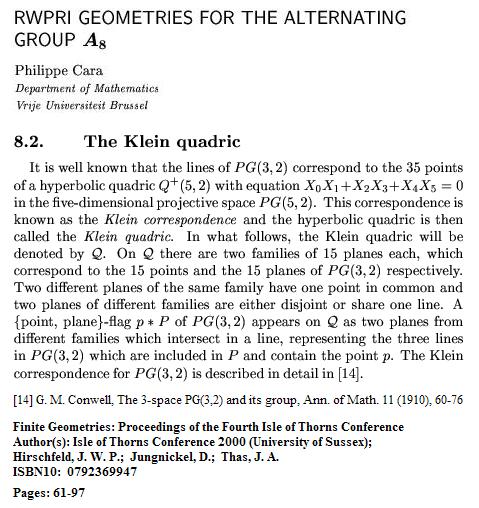 RWPRI GEOMETRIES FOR THE ALTERNATING
GROUP A₈
Philippe Cara
Department of Mathematics
Vrije Universiteit Brussel
8.2. The Klein quadric
It is well known that the lines of PG(3,2) correspond to the 35 points
of a hyperbolic quadric Q⁺(5,2) with equation X₀X₁+X₂X₃+X₄X₅ = 0
in the five-dimensional projective space PG(5,2). This correspondence is
known as the Klein correspondence and the hyperbolic quadric is then
called the Klein quadric. In what follows, the Klein quadric will be
denoted by Q. On Q there are two families of 15 planes each, which
correspond to the 15 points and the 15 planes of PG(3,2) respectively.
Two different planes of the same family have one point in common and
two planes of different families are either disjoint or share one line. A
{point, plane}-flag p * P of PG(3,2) appears on Q as two planes from
different families which intersect in a line, representing the three lines
in PG(3,2) which are included in P and contain the point p. The Klein
correspondence for PG(3,2) is described in detail in [14].
[14] G. M. Conwell, The 3-space PG(3,2) and its group, Ann. of Math. 11 (1910), 60-76
Finite Geometries: Proceedings of the Fourth Isle of Thorns Conference
Author(s): Isle of Thorns Conference 2000 (University of Sussex);
Hirschfeld, J. W. P.; Jungnickel, D.; Thas, J. A.
ISBN10: 0792369947
Pages: 61-97